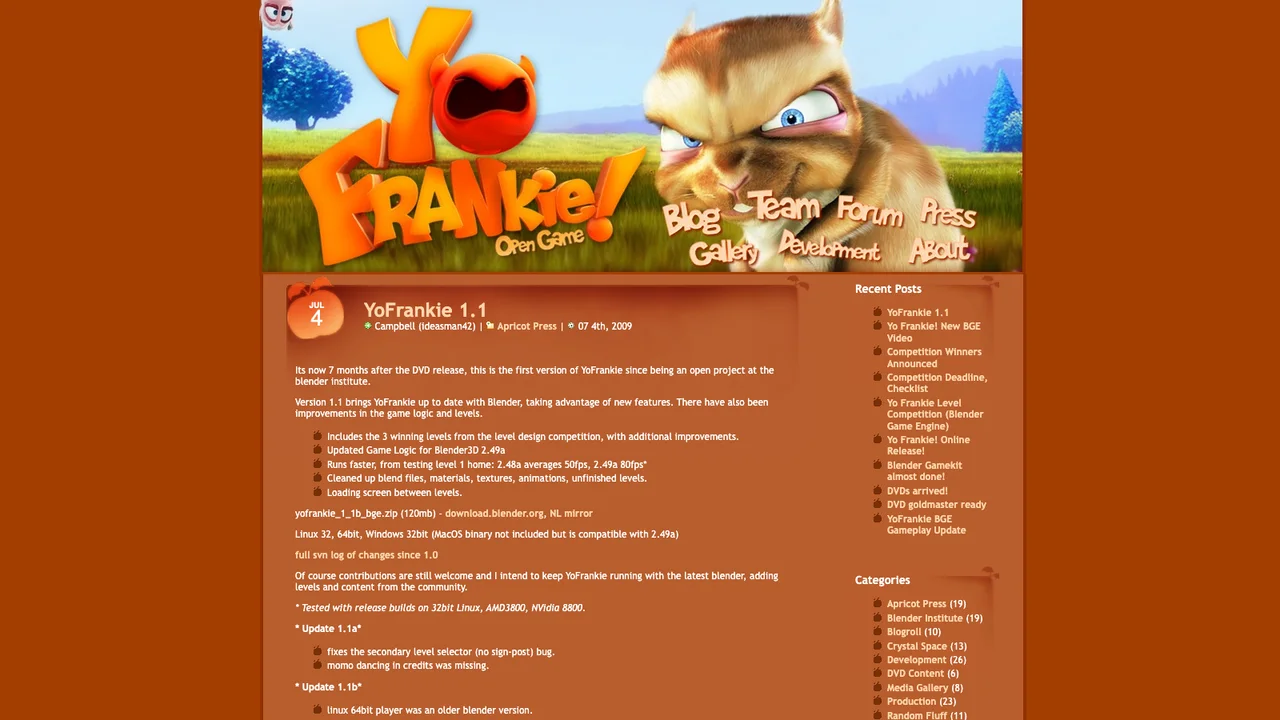 Yo
FRANKie!
OPEN GAME
Blog Team Forum Press
Gallery Development About
JUL
4
YoFrankie 1.1
Campbell (ideasman42) | Apricot Press | 07 4th, 2009
Its now 7 months after the DVD release, this is the first version of YoFrankie since being an open project at the
blender institute.
Version 1.1 brings YoFrankie up to date with Blender, taking advantage of new features. There have also been
improvements in the game logic and levels.
Includes the 3 winning levels from the level design competition, with additional improvements.
Updated Game Logic for Blender3D 2.49a
Runs faster, from testing level 1 home: 2.48a averages 50fps, 2.49a 80fps*
Cleaned up blend files, materials, textures, animations, unfinished levels.
Loading screen between levels.
yofrankie_1_1b_bge.zip (120mb) - download.blender.org, NL mirror
Linux 32, 64bit, Windows 32bit (MacOS binary not included but is compatible with 2.49a)
full svn log of changes since 1.0
Of course contributions are still welcome and I intend to keep YoFrankie running with the latest blender, adding
levels and content from the community.
* Tested with release builds on 32bit Linux, AMD3800, NVidia 8800.
* Update 1.1a*
fixes the secondary level selector (no sign-post) bug.
momo dancing in credits was missing.
* Update 1.1b*
linux 64bit player was an older blender version.
Recent Posts
YoFrankie 1.1
Yo Frankie! New BGE
Video
Competition Winners
Announced
Competition Deadline,
Checklist
Yo Frankie Level
Competition (Blender
Game Engine)
Yo Frankie! Online
Release!
Blender Gamekit
almost done!
DVDs arrived!
DVD goldmaster ready
YoFrankie BGE
Gameplay Update
Categories
Apricot Press (19)
Blender Institute (19)
Blogroll (10)
Crystal Space (13)
Development (26)
DVD Content (6)
Media Gallery (8)
Production (23)
Random Fluff (11)